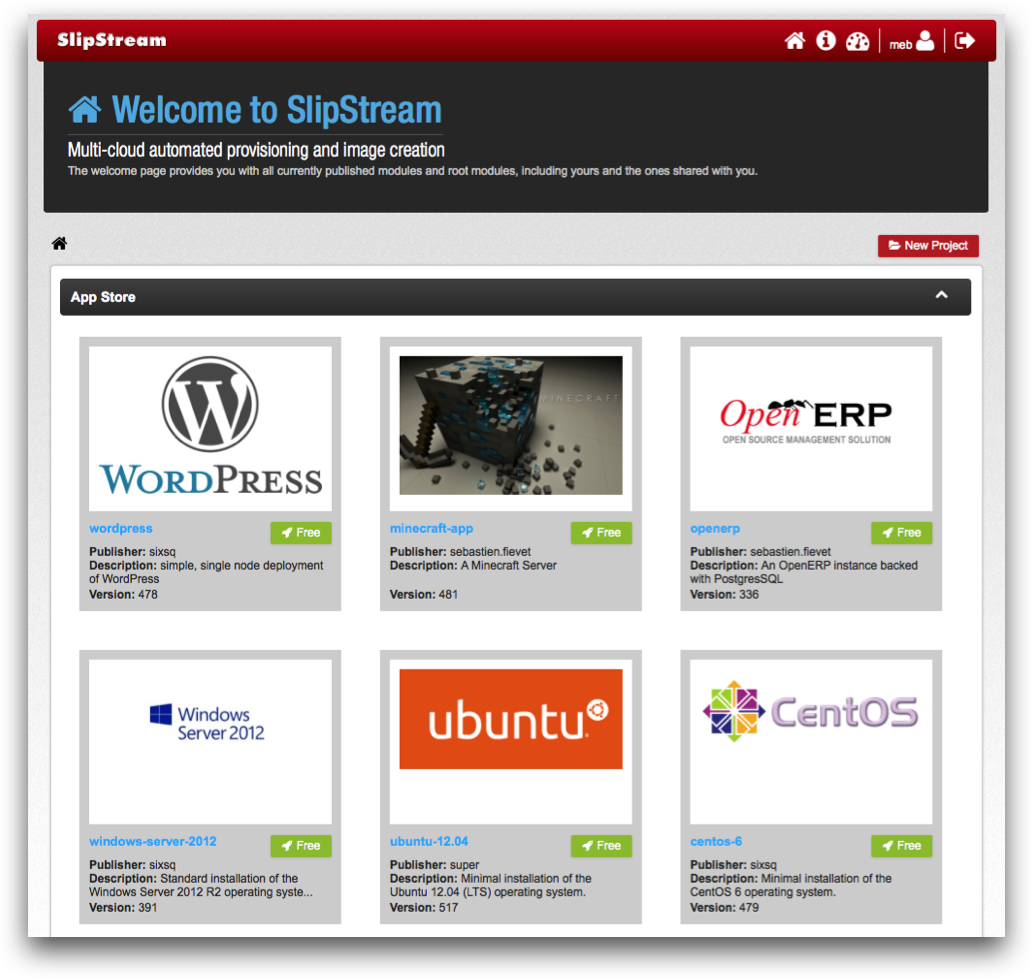 SlipStream
meb
Welcome to SlipStream
Multi-cloud automated provisioning and image creation
The welcome page provides you with all currently published modules and root modules, including yours and the ones shared with you.
New Project
App Store
WORDPRESS
MINECRAFT
Open ERP
OPEN SOURCE MANAGEMENT SOLUTION
wordpress
Free
Publisher: sixsq
Description: simple, single node deployment
of WordPress
Version: 478
minecraft-app
Free
Publisher: sebastien.fievet
Description: A Minecraft Server
Version: 481
openerp
Free
Publisher: sebastien.fievet
Description: An OpenERP instance backed
with PostgresSQL
Version: 336
Windows
Server 2012
ubuntu
CentOS
windows-server-2012
Free
Publisher: sixsq
Description: Standard installation of the
Windows Server 2012 R2 operating syste...
Version: 391
ubuntu-12.04
Free
Publisher: super
Description: Minimal installation of the
Ubuntu 12.04 (LTS) operating system.
Version: 517
centos-6
Free
Publisher: sixsq
Description: Minimal installation of the
CentOS 6 operating system.
Version: 479